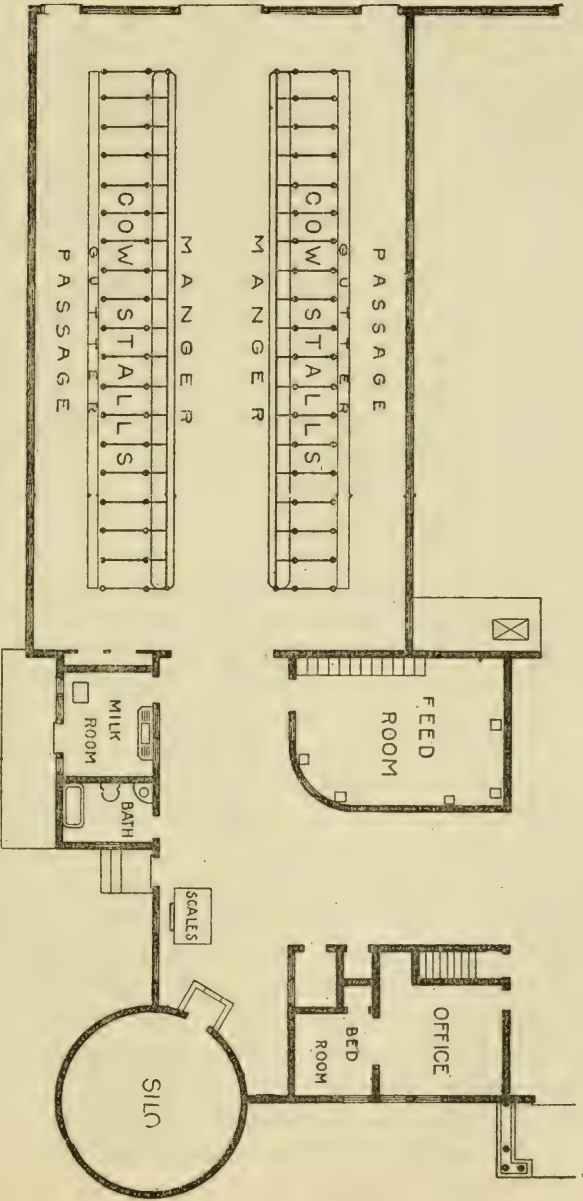 PASSAGE
GUTTER
COW STALLS
MANGER
MANGER
COW STALLS
GUTTER
PASSAGE
FEED
ROOM
MILK
ROOM
BATH
SCALES
OFFICE
BED
ROOM
SILO